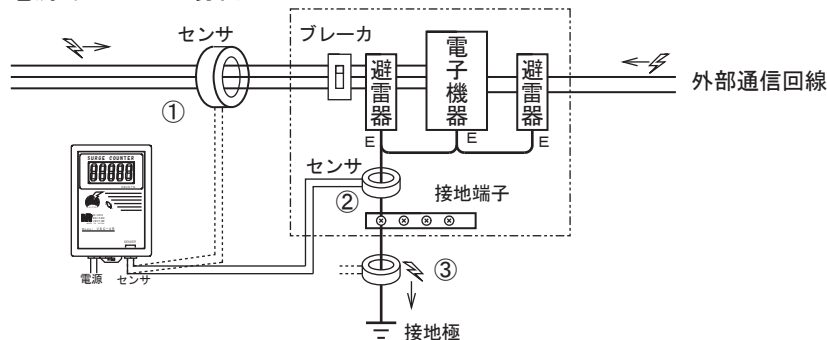 センサ
ブレーカ
避雷器
電子機器
避雷器
外部通信回線
①
E
E
E
SURGE COUNTER
センサ
②
接地端子
電源
センサ
③
接地極